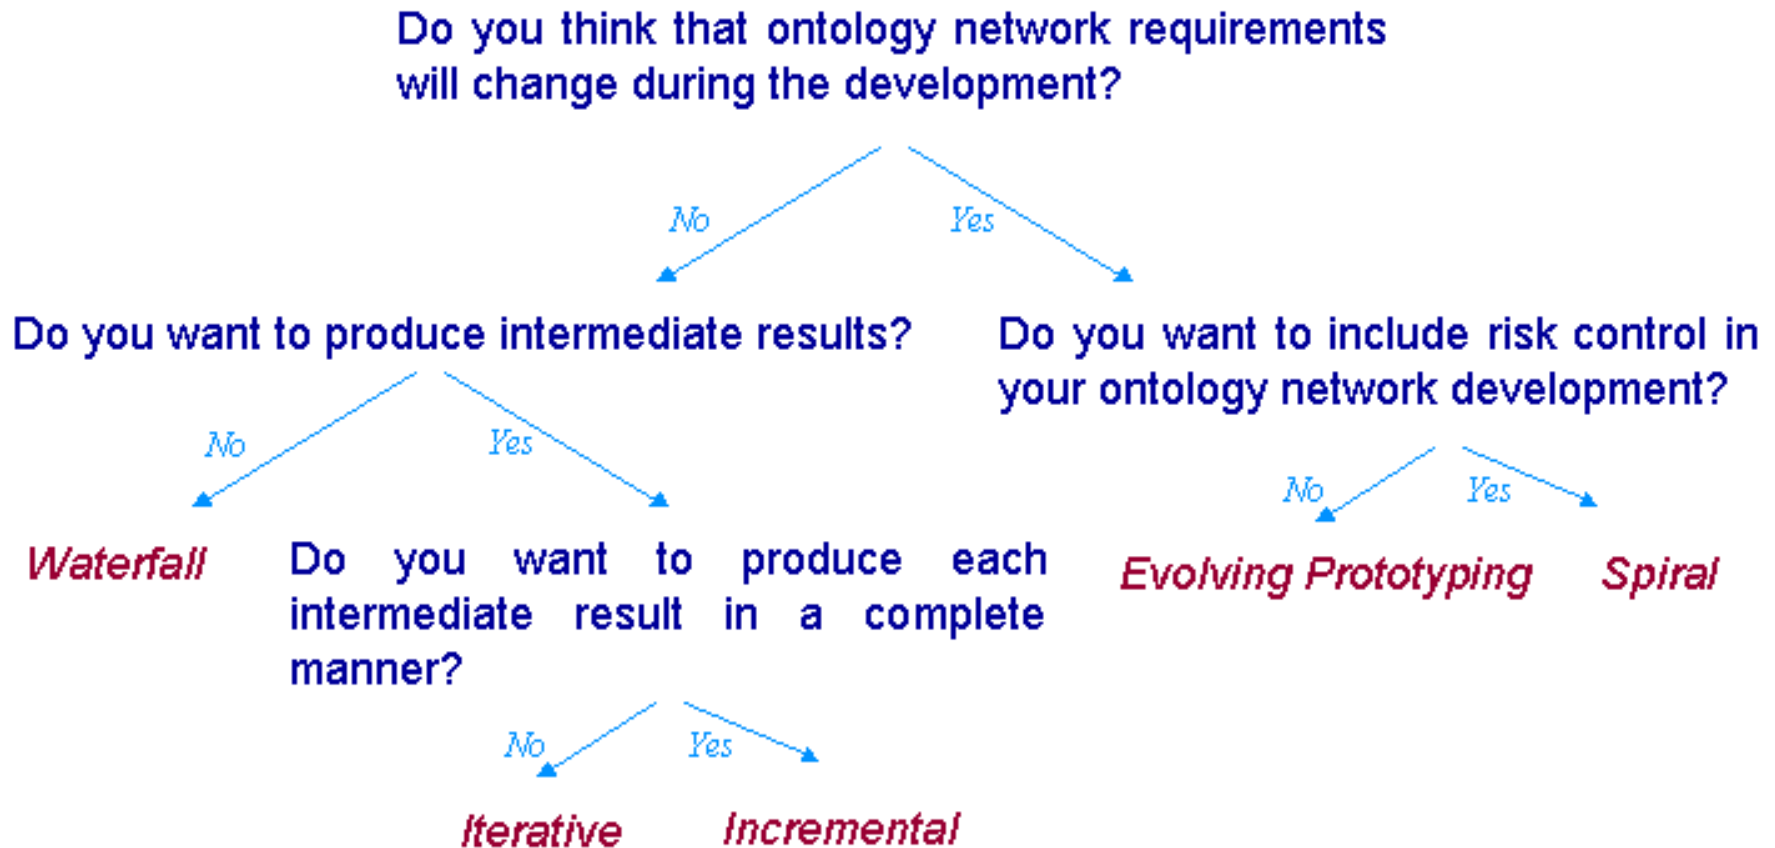 Do you think that ontology network requirements
will change during the development?
No
Yes
Do you want to produce intermediate results?
Do you want to include risk control in
your ontology network development?
No
Yes
No
Yes
Waterfall
Do you want to produce each
intermediate result in a complete
manner?
Evolving Prototyping
Spiral
No
Yes
Iterative
Incremental